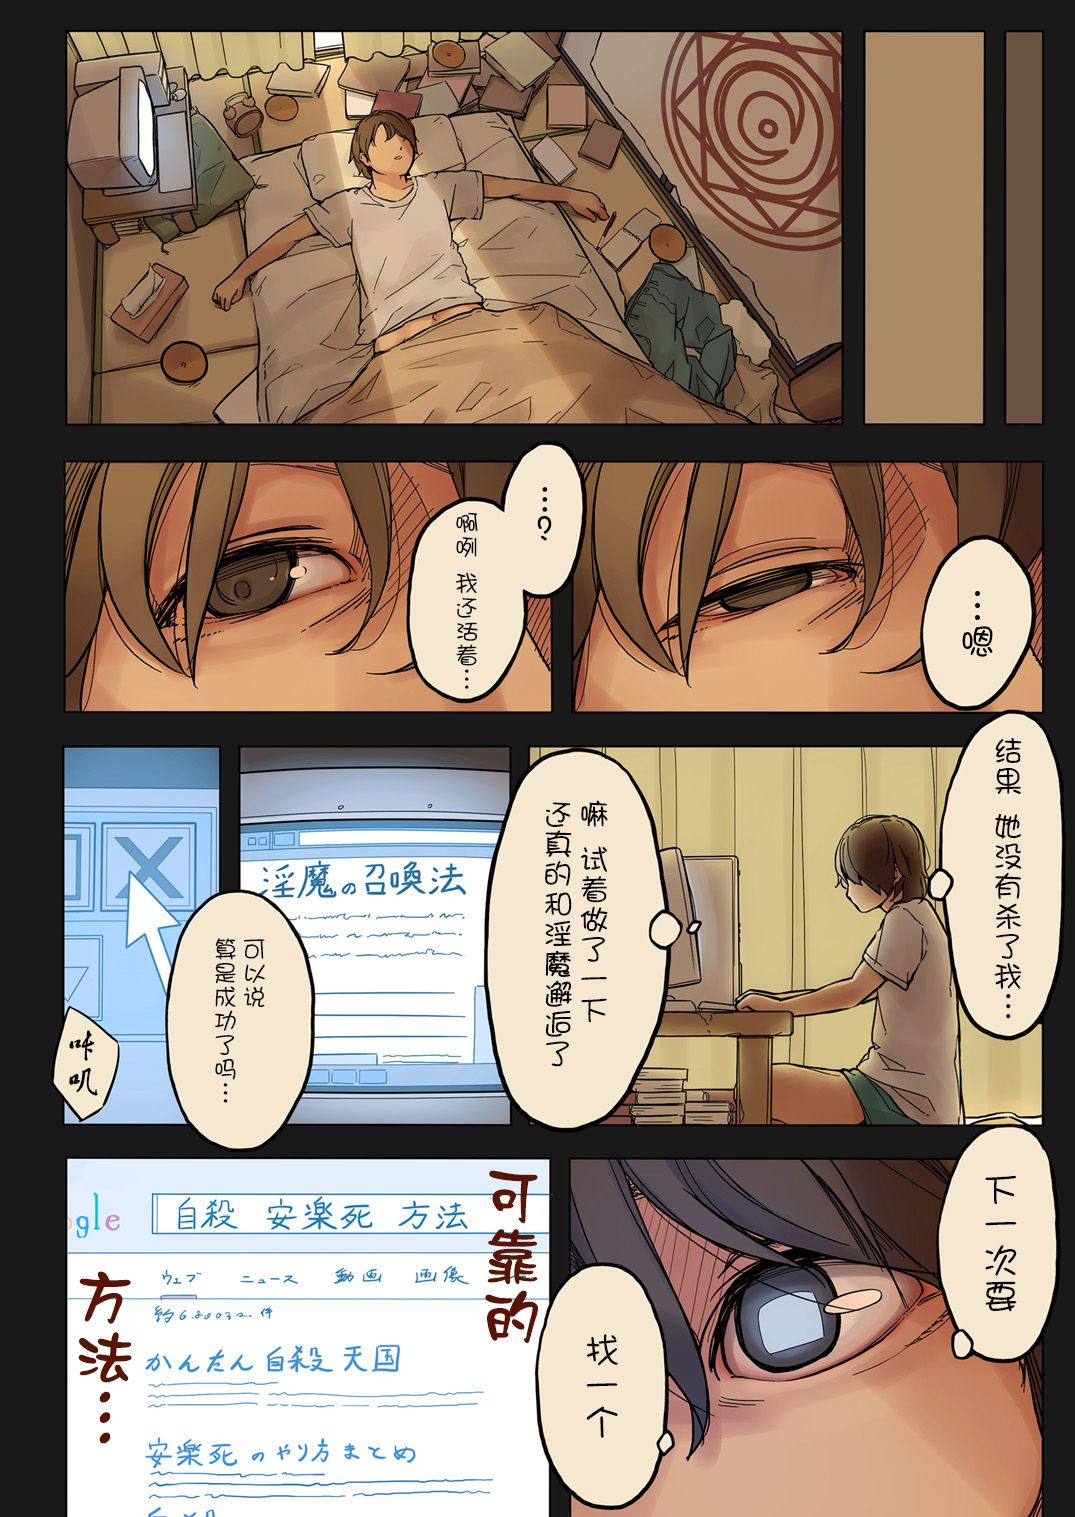 …嗯
…?
啊咧 我还活着…
结果 她没有杀了我…
嘛 试着做了一下
还真的和淫魔邂逅了
淫魔の召喚法
可以说
算是成功了吗…
咔叽
下一次要
找一个
可靠的
方法…
ogle
自殺 安楽死 方法
ウェブ ニュース 動画 画像
件
かんたん自殺天国
安楽死のやり方まとめ